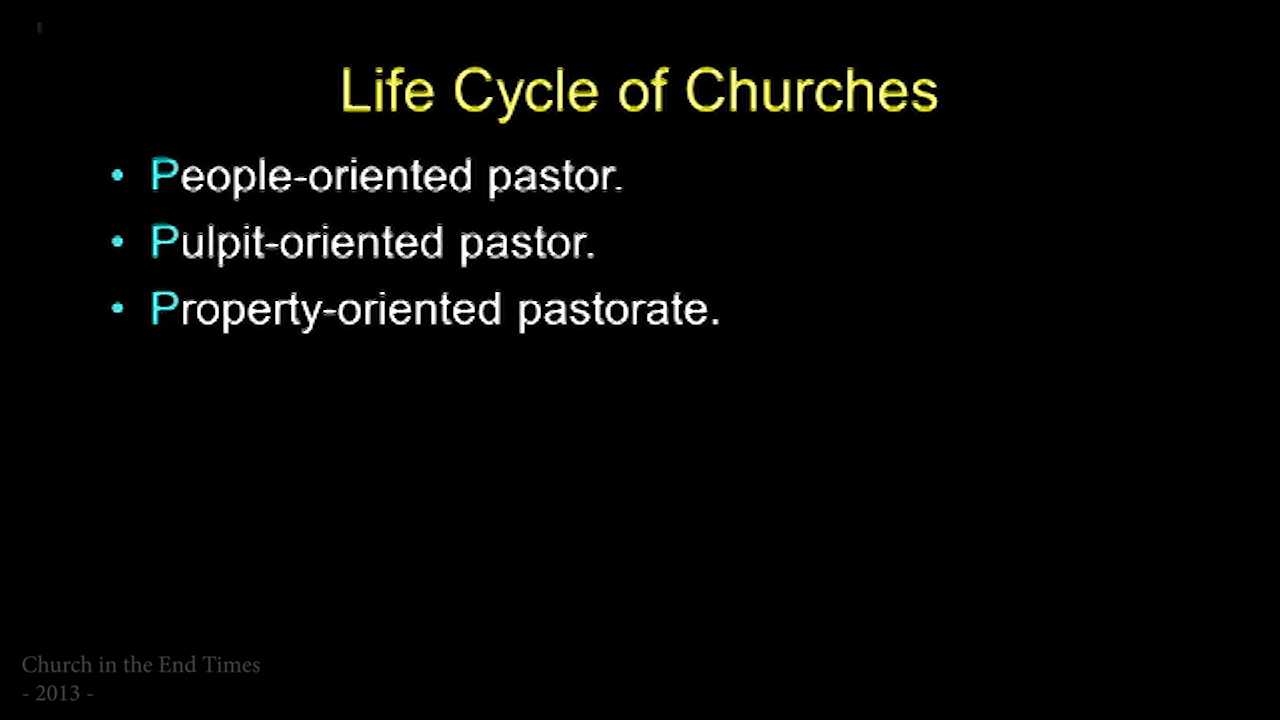 Life Cycle of Churches
• People-oriented pastor.
• Pulpit-oriented pastor.
• Property-oriented pastorate.
Church in the End Times
- 2013 -